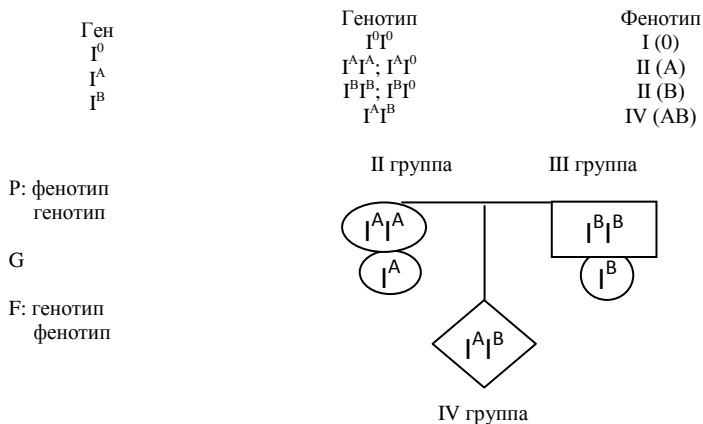 Ген Генотип Фенотип
I⁰ I⁰I⁰ I (0)
Iᴬ IᴬIᴬ; IᴬI⁰ II (A)
Iᴮ IᴮIᴮ; IᴮI⁰ II (B)
IᴬIᴮ IV (AB)
II группа III группа
P: фенотип
генотип
IᴬIᴬ IᴮIᴮ
G Iᴬ Iᴮ
F: генотип
фенотип
IᴬIᴮ
IV группа